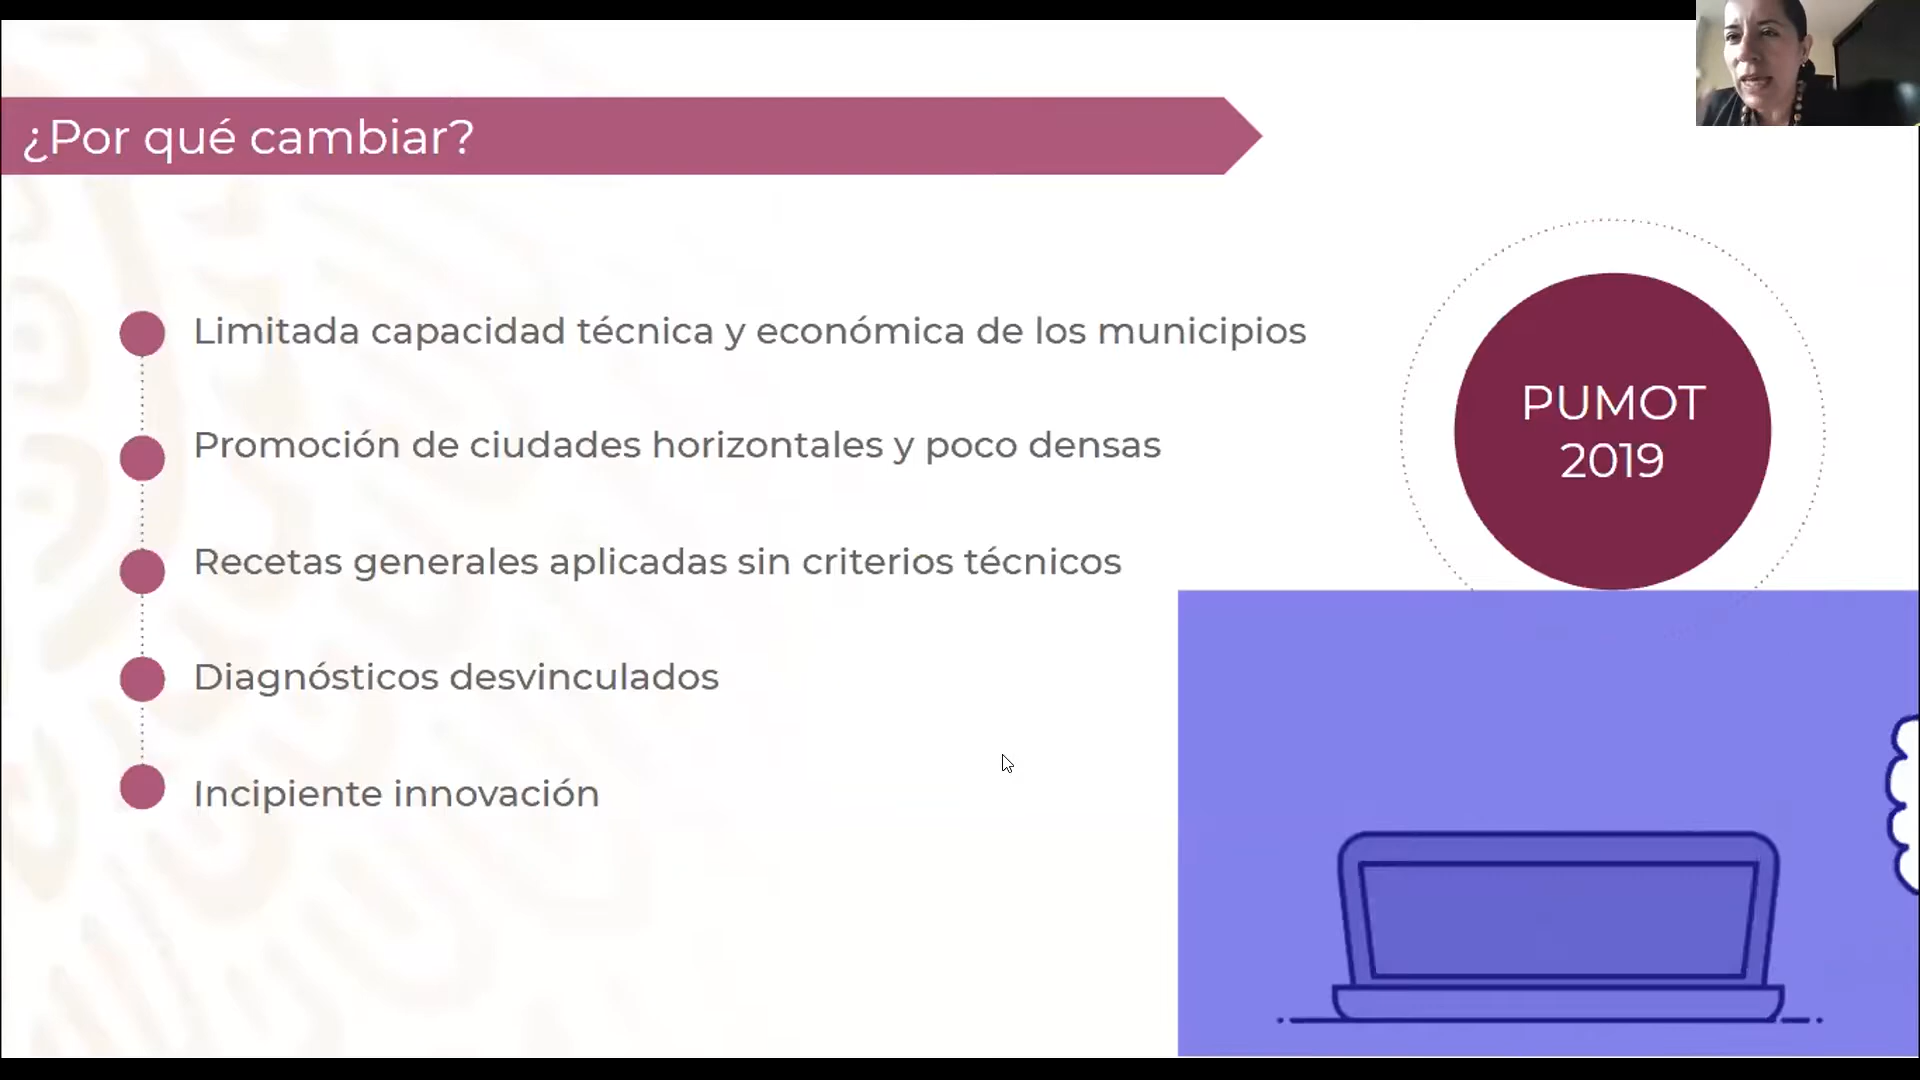 ¿Por qué cambiar?
Limitada capacidad técnica y económica de los municipios
Promoción de ciudades horizontales y poco densas
Recetas generales aplicadas sin criterios técnicos
Diagnósticos desvinculados
Incipiente innovación
PUMOT
2019